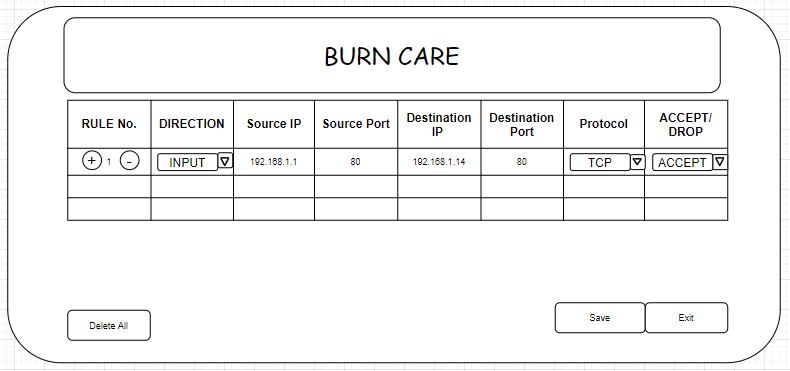 BURN CARE
RULE No. DIRECTION Source IP Source Port Destination IP Destination Port Protocol ACCEPT/ DROP
+ 1 - INPUT 192.168.1.1 80 192.168.1.14 80 TCP ACCEPT
Delete All Save Exit